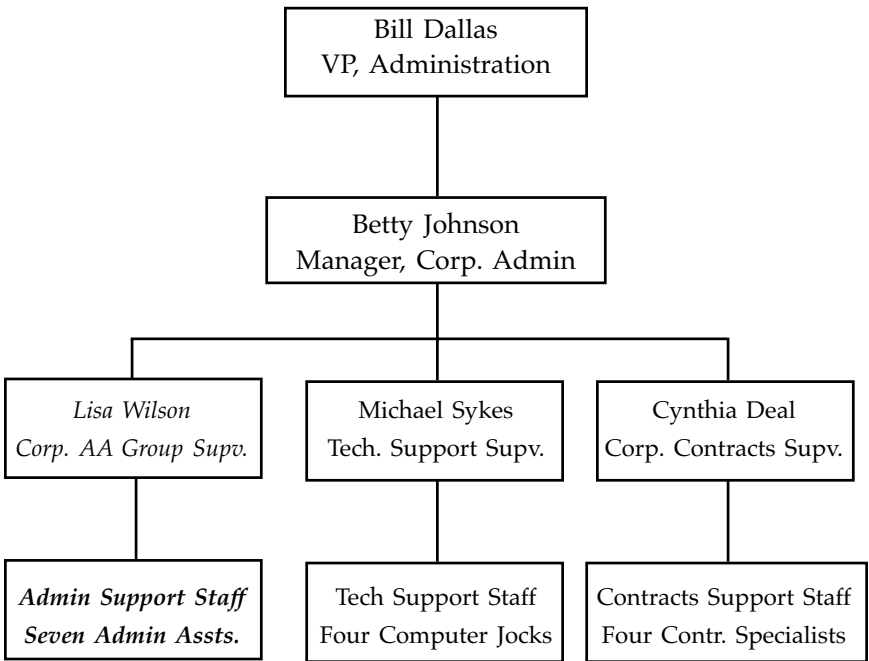 Bill Dallas
VP, Administration
Betty Johnson
Manager, Corp. Admin
Lisa Wilson
Corp. AA Group Supv.
Michael Sykes
Tech. Support Supv.
Cynthia Deal
Corp. Contracts Supv.
Admin Support Staff
Seven Admin Assts.
Tech Support Staff
Four Computer Jocks
Contracts Support Staff
Four Contr. Specialists